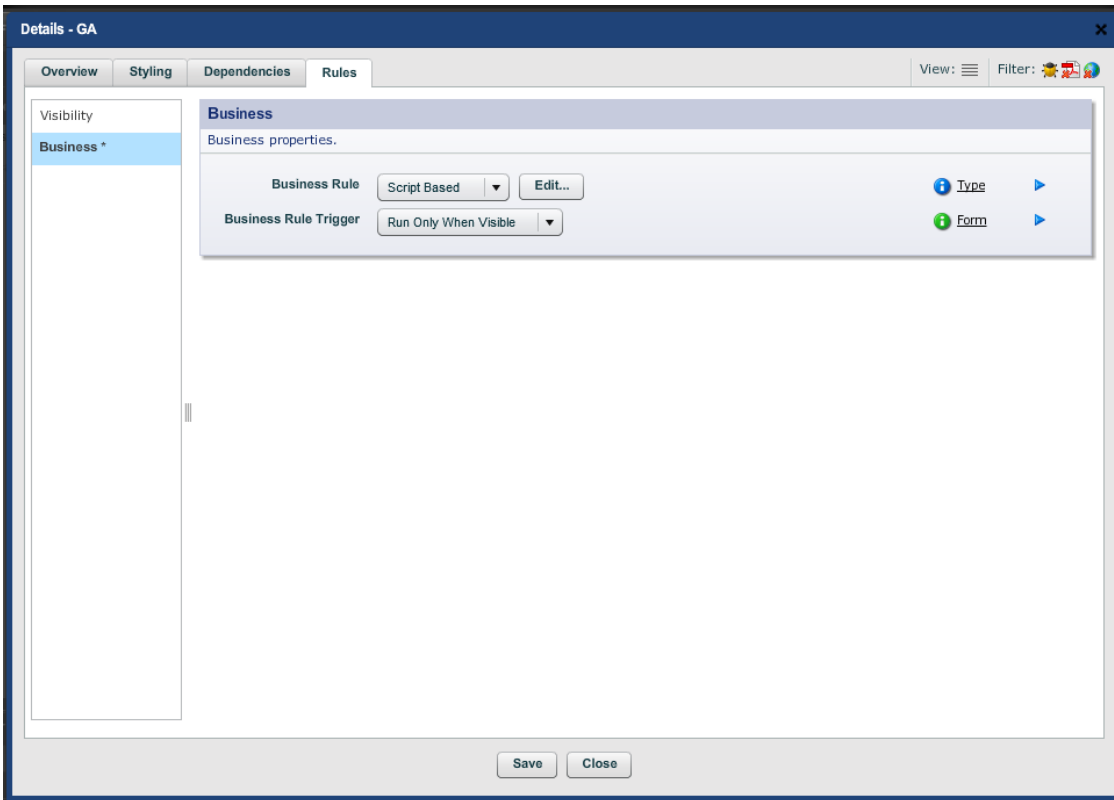 Details - GA
Overview Styling Dependencies Rules View: Filter:
Visibility
Business *
Business
Business properties.
Business Rule Script Based Edit... Type
Business Rule Trigger Run Only When Visible Form
Save Close